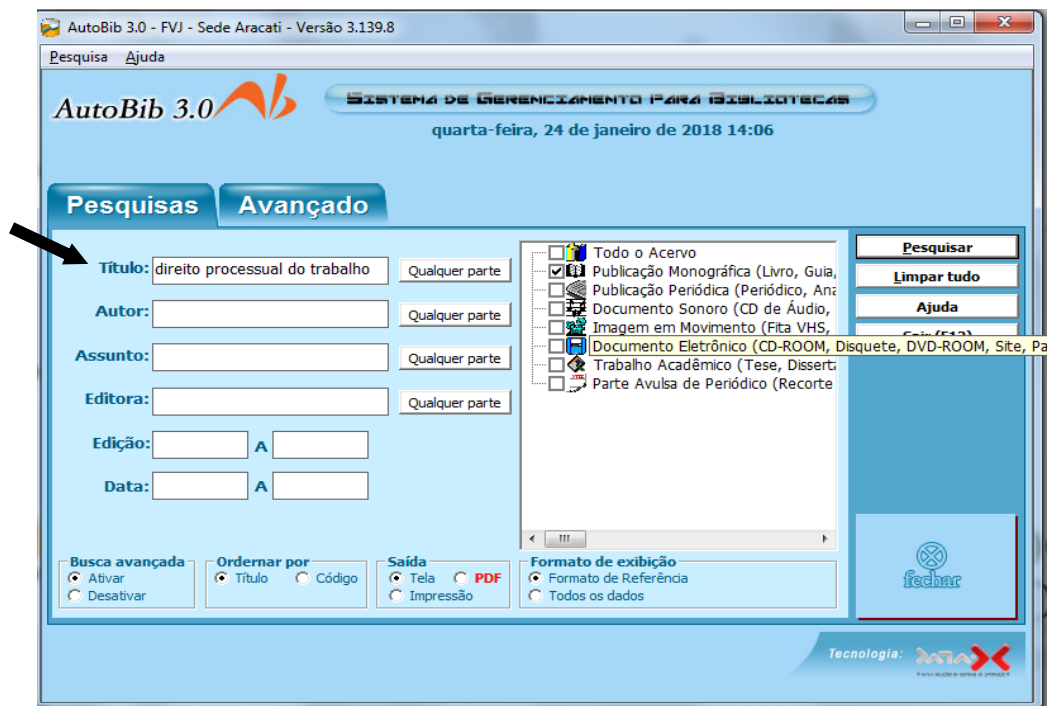 AutoBib 3.0 - FVJ - Sede Aracati - Versão 3.139.8
Pesquisa Ajuda
AutoBib 3.0
SISTEMA DE GERENCIAMENTO PARA BIBLIOTECAS
quarta-feira, 24 de janeiro de 2018 14:06
Pesquisas Avançado
Título: direito processual do trabalho Qualquer parte
Autor: Qualquer parte
Assunto: Qualquer parte
Editora: Qualquer parte
Edição: A
Data: A
Todo o Acervo
Publicação Monográfica (Livro, Guia,
Publicação Periódica (Periódico, Ana
Documento Sonoro (CD de Áudio,
Imagem em Movimento (Fita VHS,
Documento Eletrônico (CD-ROOM, Disquete, DVD-ROOM, Site, Pa
Trabalho Acadêmico (Tese, Disserta
Parte Avulsa de Periódico (Recorte
Pesquisar
Limpar tudo
Ajuda
Sair (F12)
Busca avançada
Ativar
Desativar
Ordernar por
Título Código
Saída
Tela PDF
Impressão
Formato de exibição
Formato de Referência
Todos os dados
fechar
Tecnologia: